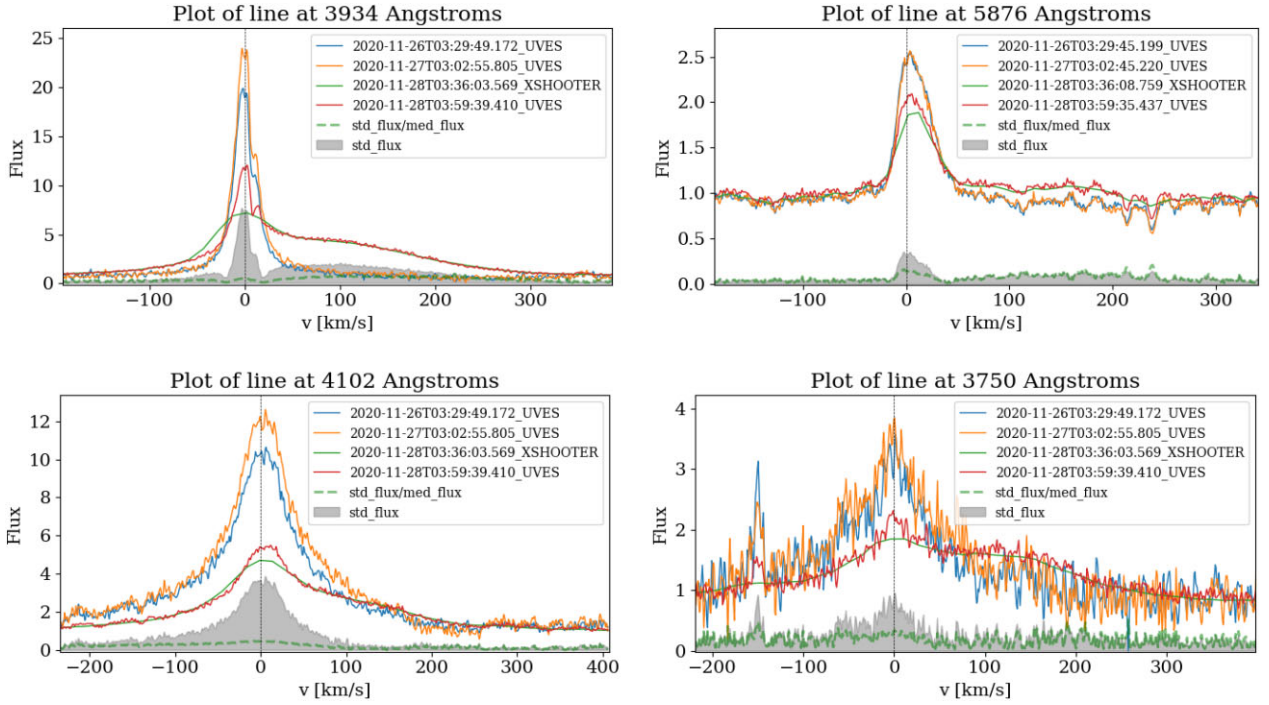 Plot of line at 3934 Angstroms
25
20
15
10
5
0
Flux
2020-11-26T03:29:49.172_UVES
2020-11-27T03:02:55.805_UVES
2020-11-28T03:36:03.569_XSHOOTER
2020-11-28T03:59:39.410_UVES
std_flux/med_flux
std_flux
−100 0 100 200 300
v [km/s]
Plot of line at 5876 Angstroms
2.5
2.0
1.5
1.0
0.5
0.0
Flux
2020-11-26T03:29:45.199_UVES
2020-11-27T03:02:45.220_UVES
2020-11-28T03:36:08.759_XSHOOTER
2020-11-28T03:59:35.437_UVES
std_flux/med_flux
std_flux
−100 0 100 200 300
v [km/s]
Plot of line at 4102 Angstroms
12
10
8
6
4
2
0
Flux
2020-11-26T03:29:49.172_UVES
2020-11-27T03:02:55.805_UVES
2020-11-28T03:36:03.569_XSHOOTER
2020-11-28T03:59:39.410_UVES
std_flux/med_flux
std_flux
−200 −100 0 100 200 300 400
v [km/s]
Plot of line at 3750 Angstroms
4
3
2
1
0
Flux
2020-11-26T03:29:49.172_UVES
2020-11-27T03:02:55.805_UVES
2020-11-28T03:36:03.569_XSHOOTER
2020-11-28T03:59:39.410_UVES
std_flux/med_flux
std_flux
−200 −100 0 100 200 300
v [km/s]